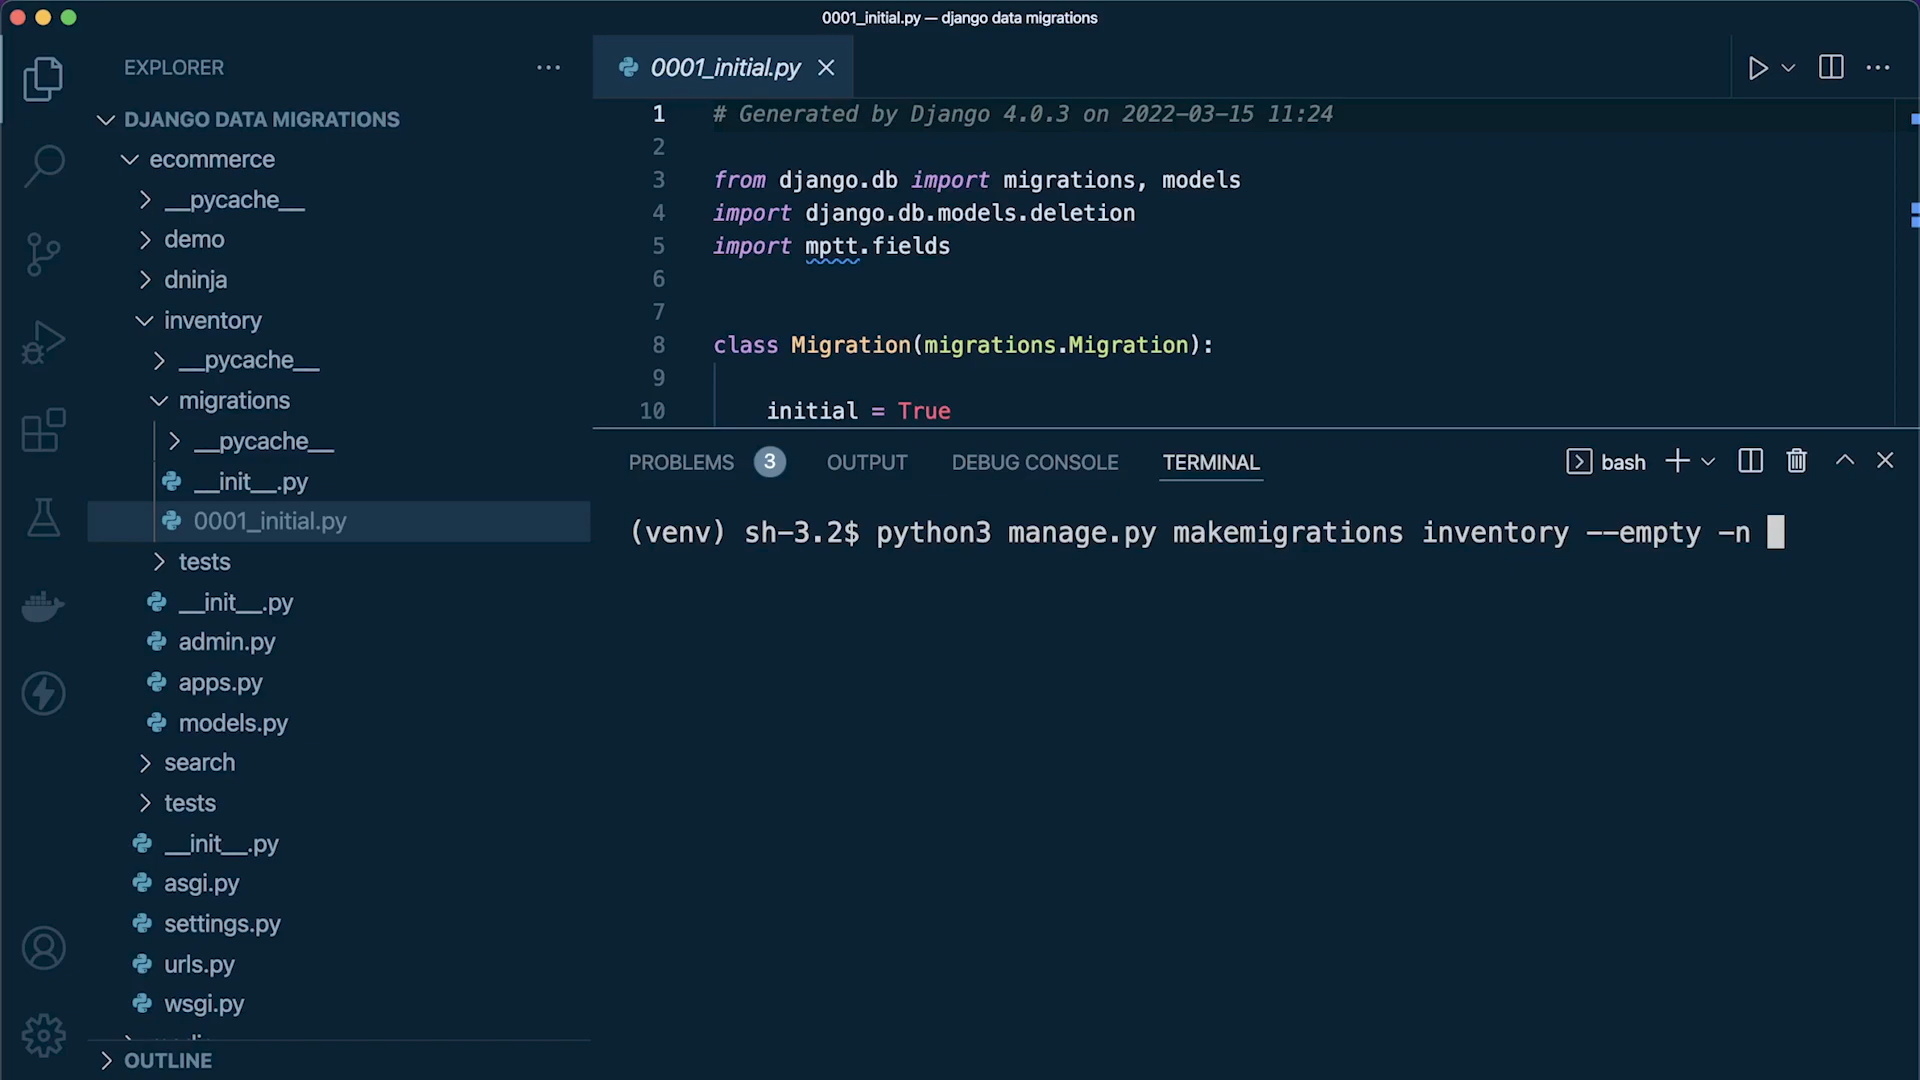 0001_initial.py — django data migrations
EXPLORER
DJANGO DATA MIGRATIONS
ecommerce
__pycache__
demo
dninja
inventory
__pycache__
migrations
__pycache__
__init__.py
0001_initial.py
tests
__init__.py
admin.py
apps.py
models.py
search
tests
__init__.py
asgi.py
settings.py
urls.py
wsgi.py
OUTLINE
0001_initial.py
1 # Generated by Django 4.0.3 on 2022-03-15 11:24
2
3 from django.db import migrations, models
4 import django.db.models.deletion
5 import mptt.fields
6
7
8 class Migration(migrations.Migration):
9
10 initial = True
PROBLEMS 3 OUTPUT DEBUG CONSOLE TERMINAL bash
(venv) sh-3.2$ python3 manage.py makemigrations inventory --empty -n